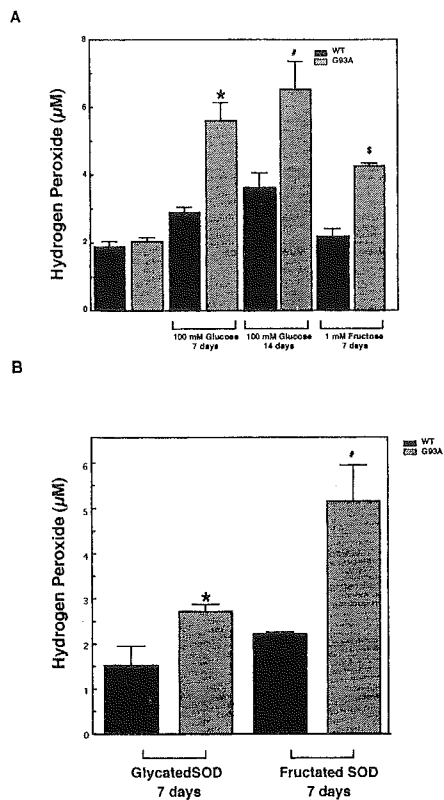 A
8
6
4
2
0
Hydrogen Peroxide (µM)
WT
G93A
*
#
$
100 mM Glucose
7 days
100 mM Glucose
14 days
1 mM Fructose
7 days
B
6
5
4
3
2
1
0
Hydrogen Peroxide (µM)
WT
G93A
*
#
GlycatedSOD
7 days
Fructated SOD
7 days